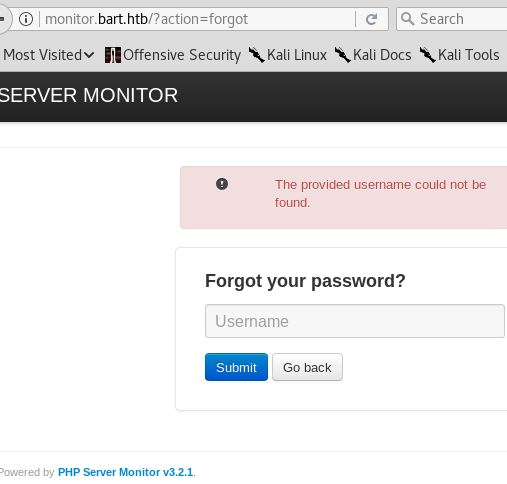 monitor.bart.htb/?action=forgot Search
Most Visited Offensive Security Kali Linux Kali Docs Kali Tools
SERVER MONITOR
The provided username could not be
found.
Forgot your password?
Username
Submit Go back
Powered by PHP Server Monitor v3.2.1.